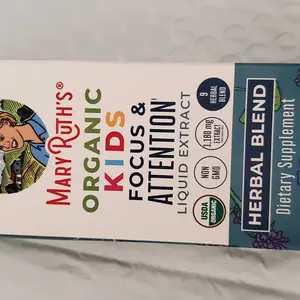 MARYRUTH'S®
ORGANIC
KIDS
FOCUS &
ATTENTION
LIQUID EXTRACT
9
HERBAL
BLEND
1,180 mg
EXTRACT
NON
GMO
USDA
ORGANIC
HERBAL BLEND
Dietary Supplement